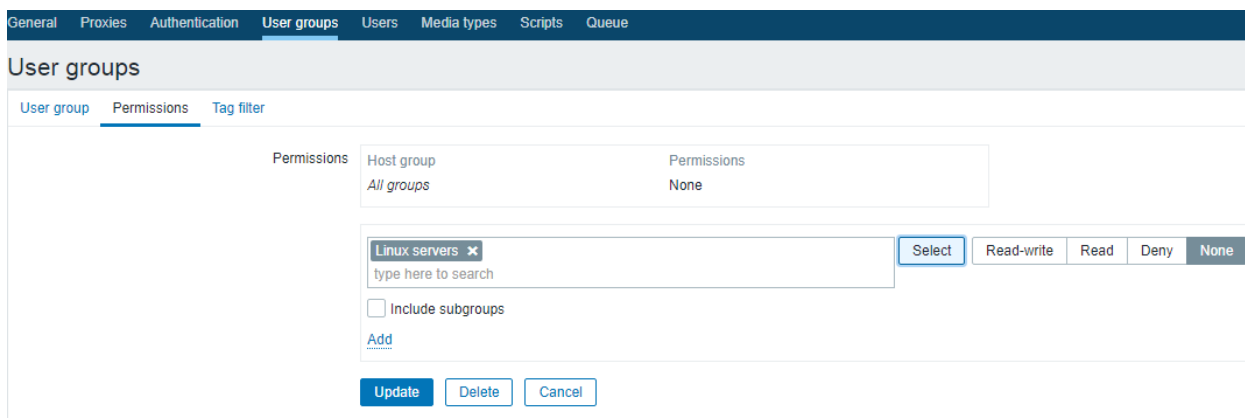 General Proxies Authentication User groups Users Media types Scripts Queue
User groups
User group Permissions Tag filter
Permissions Host group Permissions
All groups None
Linux servers Select Read-write Read Deny None
type here to search
Include subgroups
Add
Update Delete Cancel